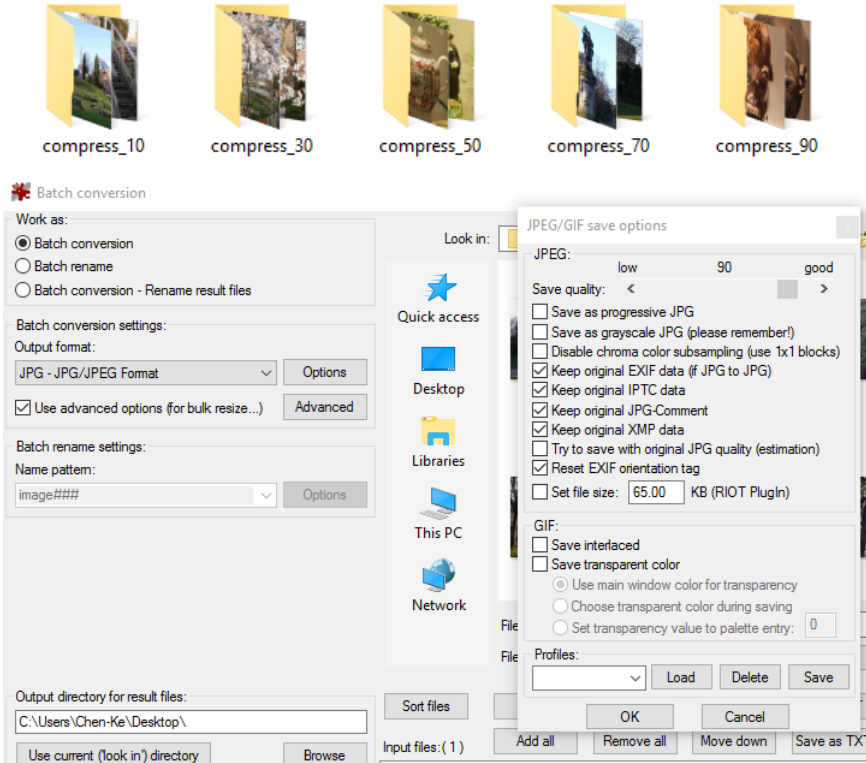 compress_10 compress_30 compress_50 compress_70 compress_90
Batch conversion
Work as:
Batch conversion
Batch rename
Batch conversion - Rename result files
Batch conversion settings:
Output format:
JPG - JPG/JPEG Format Options
Use advanced options (for bulk resize...) Advanced
Batch rename settings:
Name pattern:
image### Options
Output directory for result files:
C:\Users\Chen-Ke\Desktop\
Use current ('look in') directory Browse
Look in:
Quick access
Desktop
Libraries
This PC
Network
File
File
Sort files
Input files: ( 1 )
Add all Remove all Move down Save as TXT
JPEG/GIF save options
JPEG:
low 90 good
Save quality: < >
Save as progressive JPG
Save as grayscale JPG (please remember!)
Disable chroma color subsampling (use 1x1 blocks)
Keep original EXIF data (if JPG to JPG)
Keep original IPTC data
Keep original JPG-Comment
Keep original XMP data
Try to save with original JPG quality (estimation)
Reset EXIF orientation tag
Set file size: 65.00 KB (RIOT PlugIn)
GIF:
Save interlaced
Save transparent color
Use main window color for transparency
Choose transparent color during saving
Set transparency value to palette entry: 0
Profiles:
Load Delete Save
OK Cancel